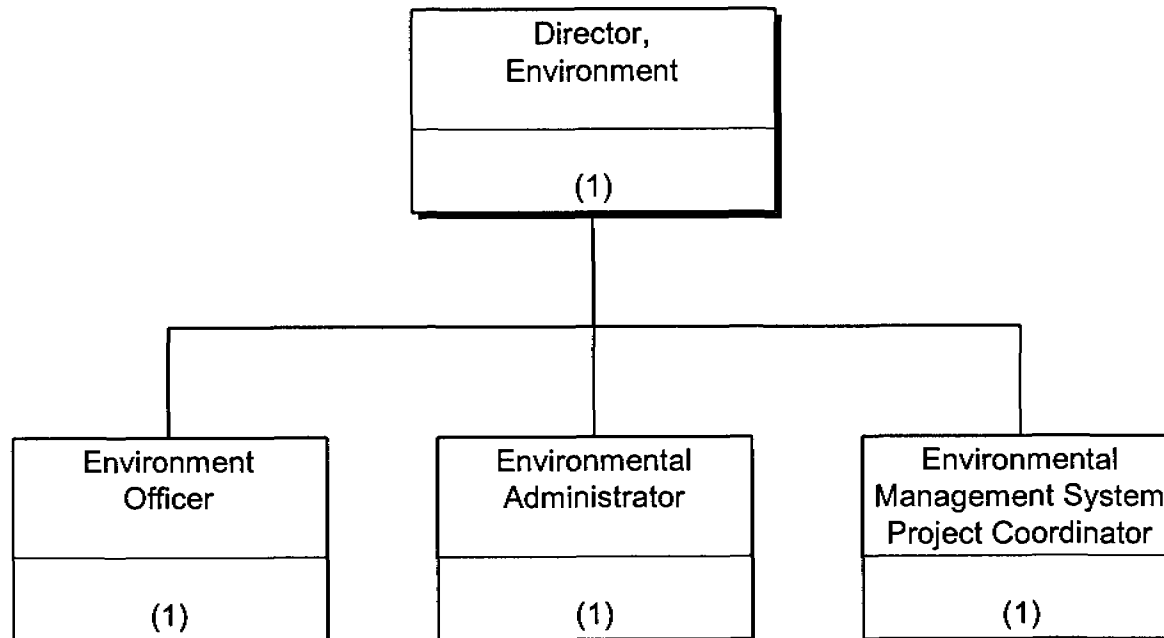 Director,
Environment
(1)
Environment
Officer
(1)
Environmental
Administrator
(1)
Environmental
Management System
Project Coordinator
(1)